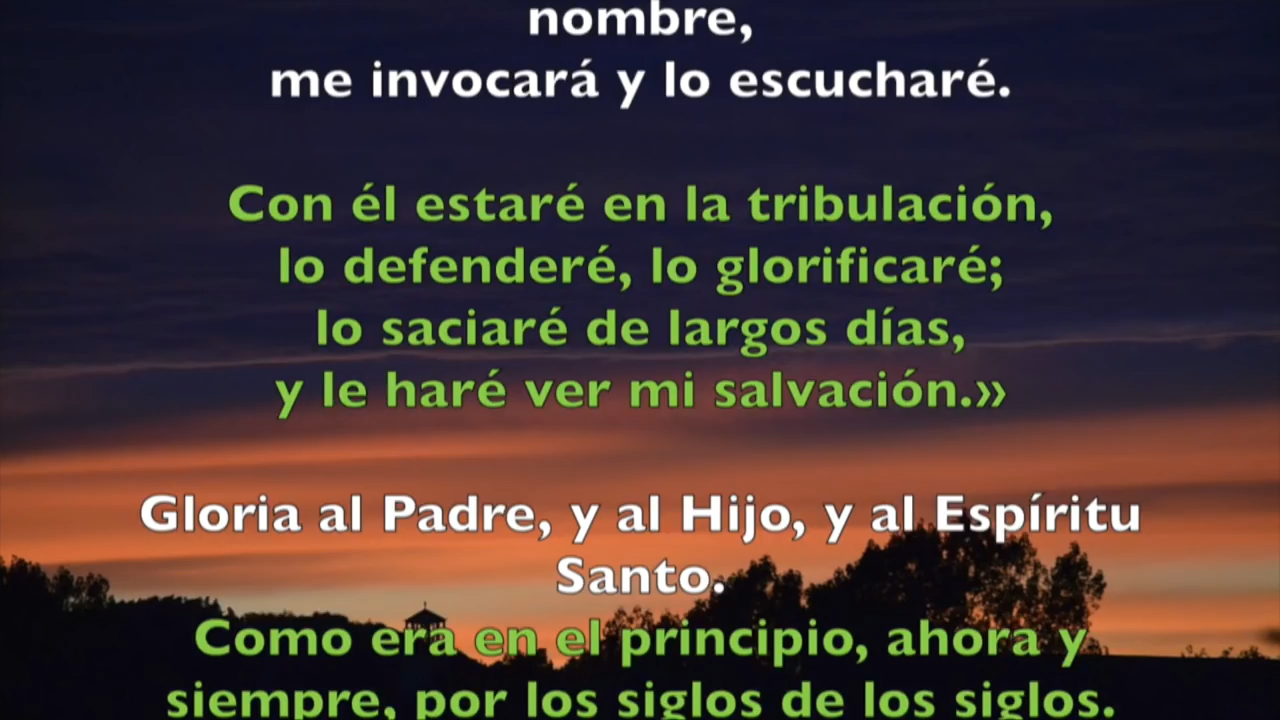 nombre,
me invocará y lo escucharé.
Con él estaré en la tribulación,
lo defenderé, lo glorificaré;
lo saciaré de largos días,
y le haré ver mi salvación.»
Gloria al Padre, y al Hijo, y al Espíritu
Santo.
Como era en el principio, ahora y
siempre, por los siglos de los siglos.